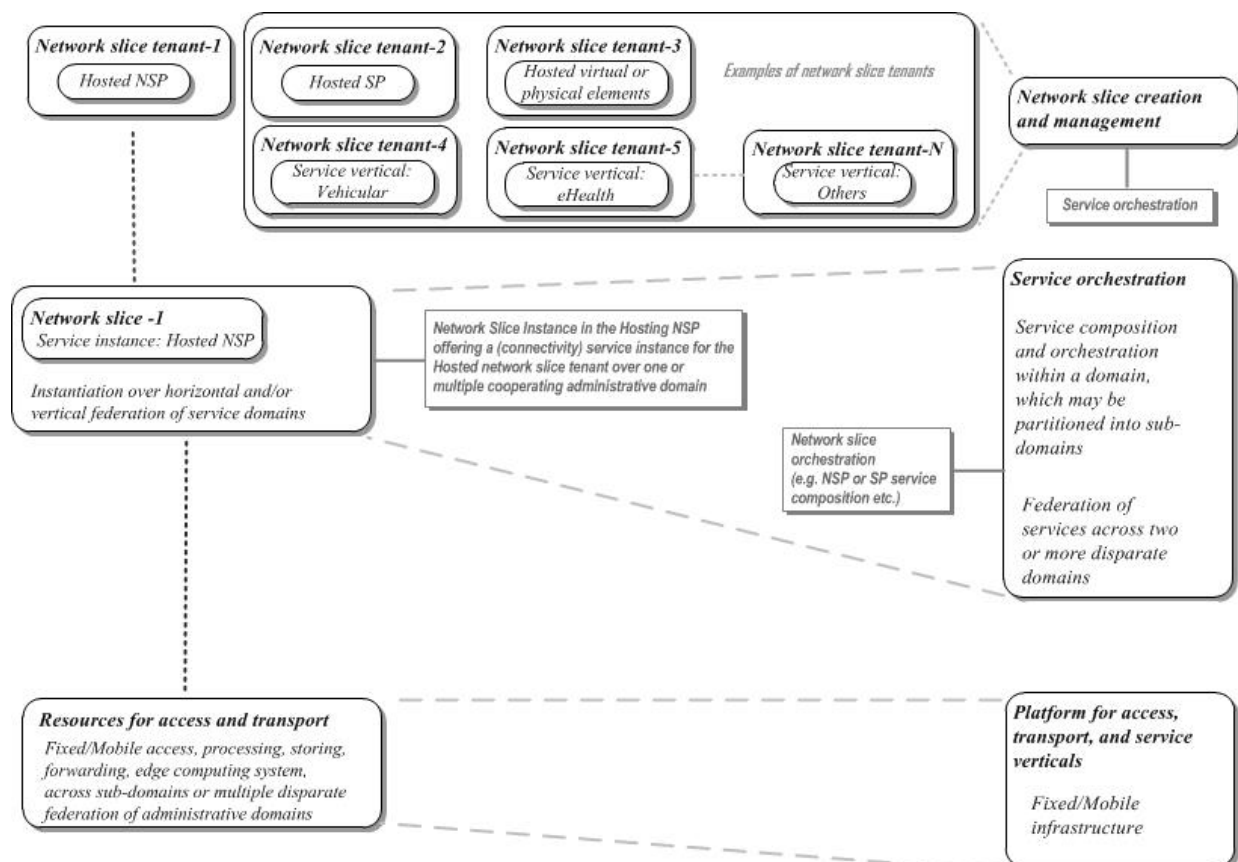 Network slice tenant-1
Hosted NSP
Network slice tenant-2
Hosted SP
Network slice tenant-3
Hosted virtual or
physical elements
Examples of network slice tenants
Network slice tenant-4
Service vertical:
Vehicular
Network slice tenant-5
Service vertical:
eHealth
Network slice tenant-N
Service vertical:
Others
Network slice creation
and management
Service orchestration
Network slice -1
Service instance: Hosted NSP
Instantiation over horizontal and/or
vertical federation of service domains
Network Slice Instance in the Hosting NSP
offering a (connectivity) service instance for the
Hosted network slice tenant over one or
multiple cooperating administrative domain
Service orchestration
Service composition
and orchestration
within a domain,
which may be
partitioned into sub-
domains
Federation of
services across two
or more disparate
domains
Network slice
orchestration
(e.g. NSP or SP service
composition etc.)
Resources for access and transport
Fixed/Mobile access, processing, storing,
forwarding, edge computing system,
across sub-domains or multiple disparate
federation of administrative domains
Platform for access,
transport, and service
verticals
Fixed/Mobile
infrastructure